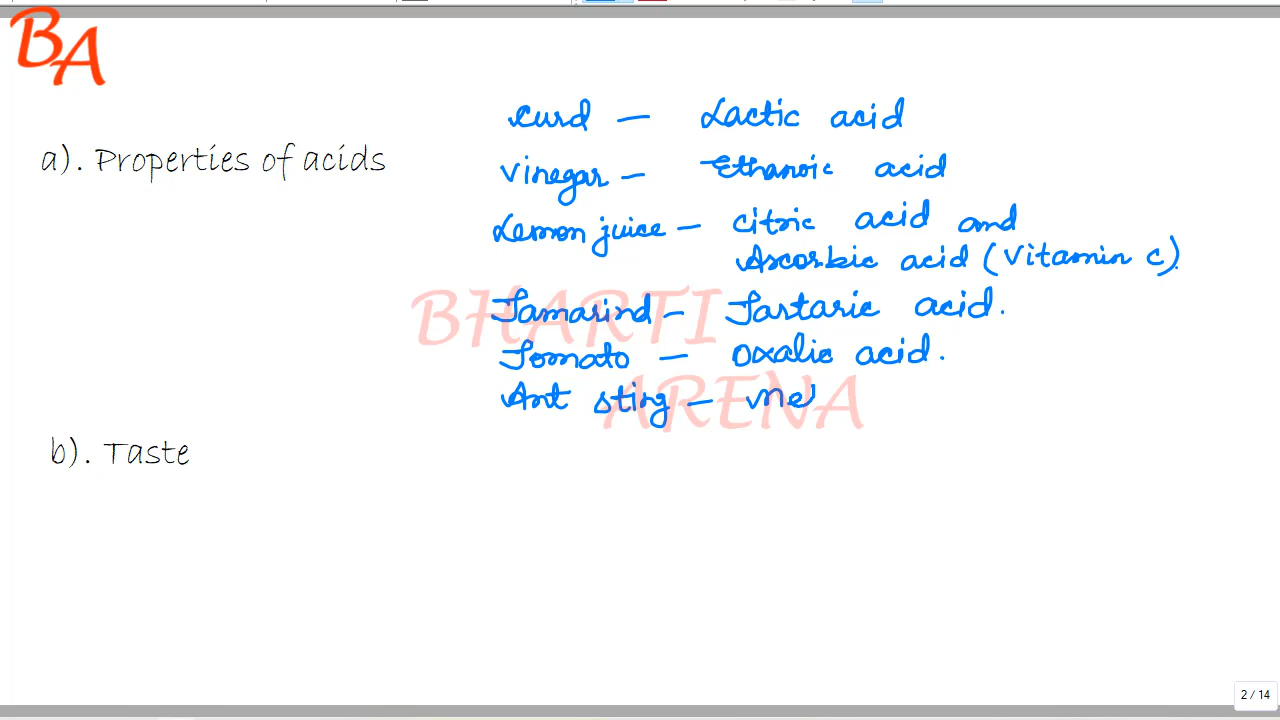 BA
a). Properties of acids
Curd — Lactic acid
Vinegar — Ethanoic acid
Lemon juice — Citric acid and
Ascorbic acid (Vitamin C).
Tamarind — Tartaric acid.
Tomato — Oxalic acid.
Ant sting — Me
BHARTI
ARENA
b). Taste
2 / 14